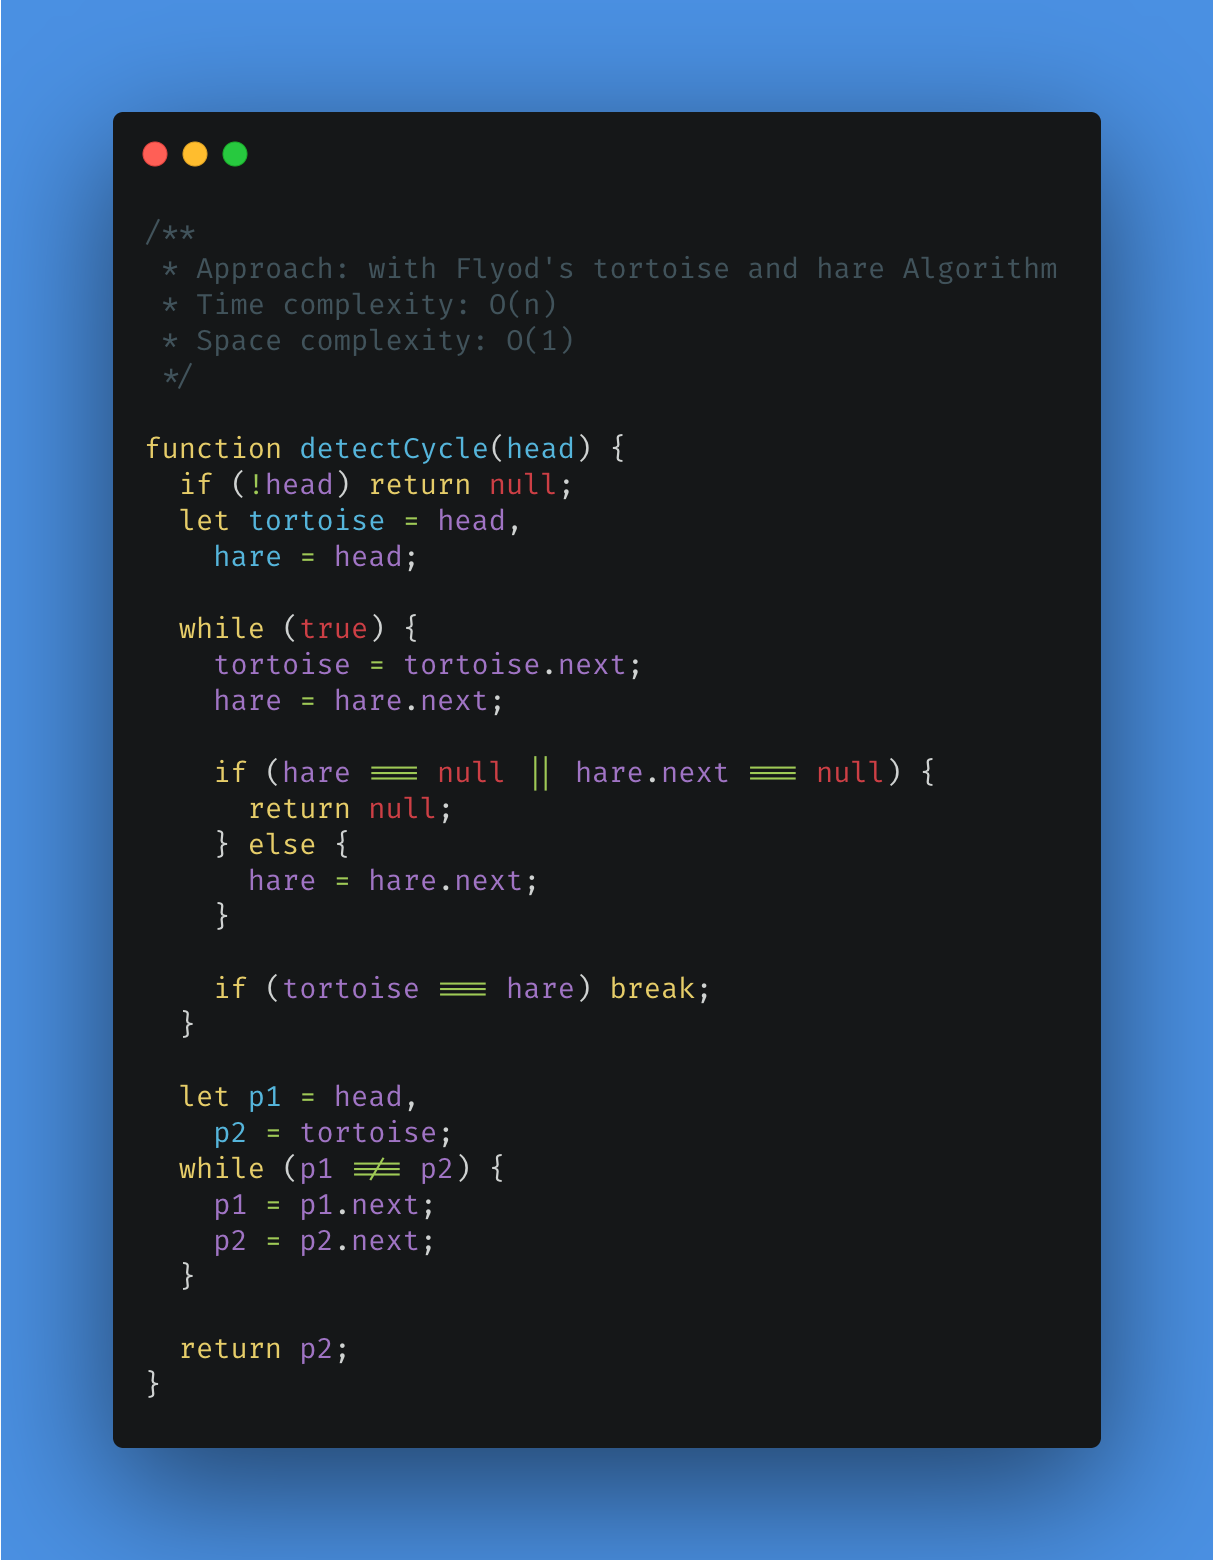 /**
 * Approach: with Flyod's tortoise and hare Algorithm
 * Time complexity: O(n)
 * Space complexity: O(1)
 */
function detectCycle(head) {
  if (!head) return null;
  let tortoise = head,
    hare = head;
  while (true) {
    tortoise = tortoise.next;
    hare = hare.next;
    if (hare === null || hare.next === null) {
      return null;
    } else {
      hare = hare.next;
    }
    if (tortoise === hare) break;
  }
  let p1 = head,
    p2 = tortoise;
  while (p1 !== p2) {
    p1 = p1.next;
    p2 = p2.next;
  }
  return p2;
}